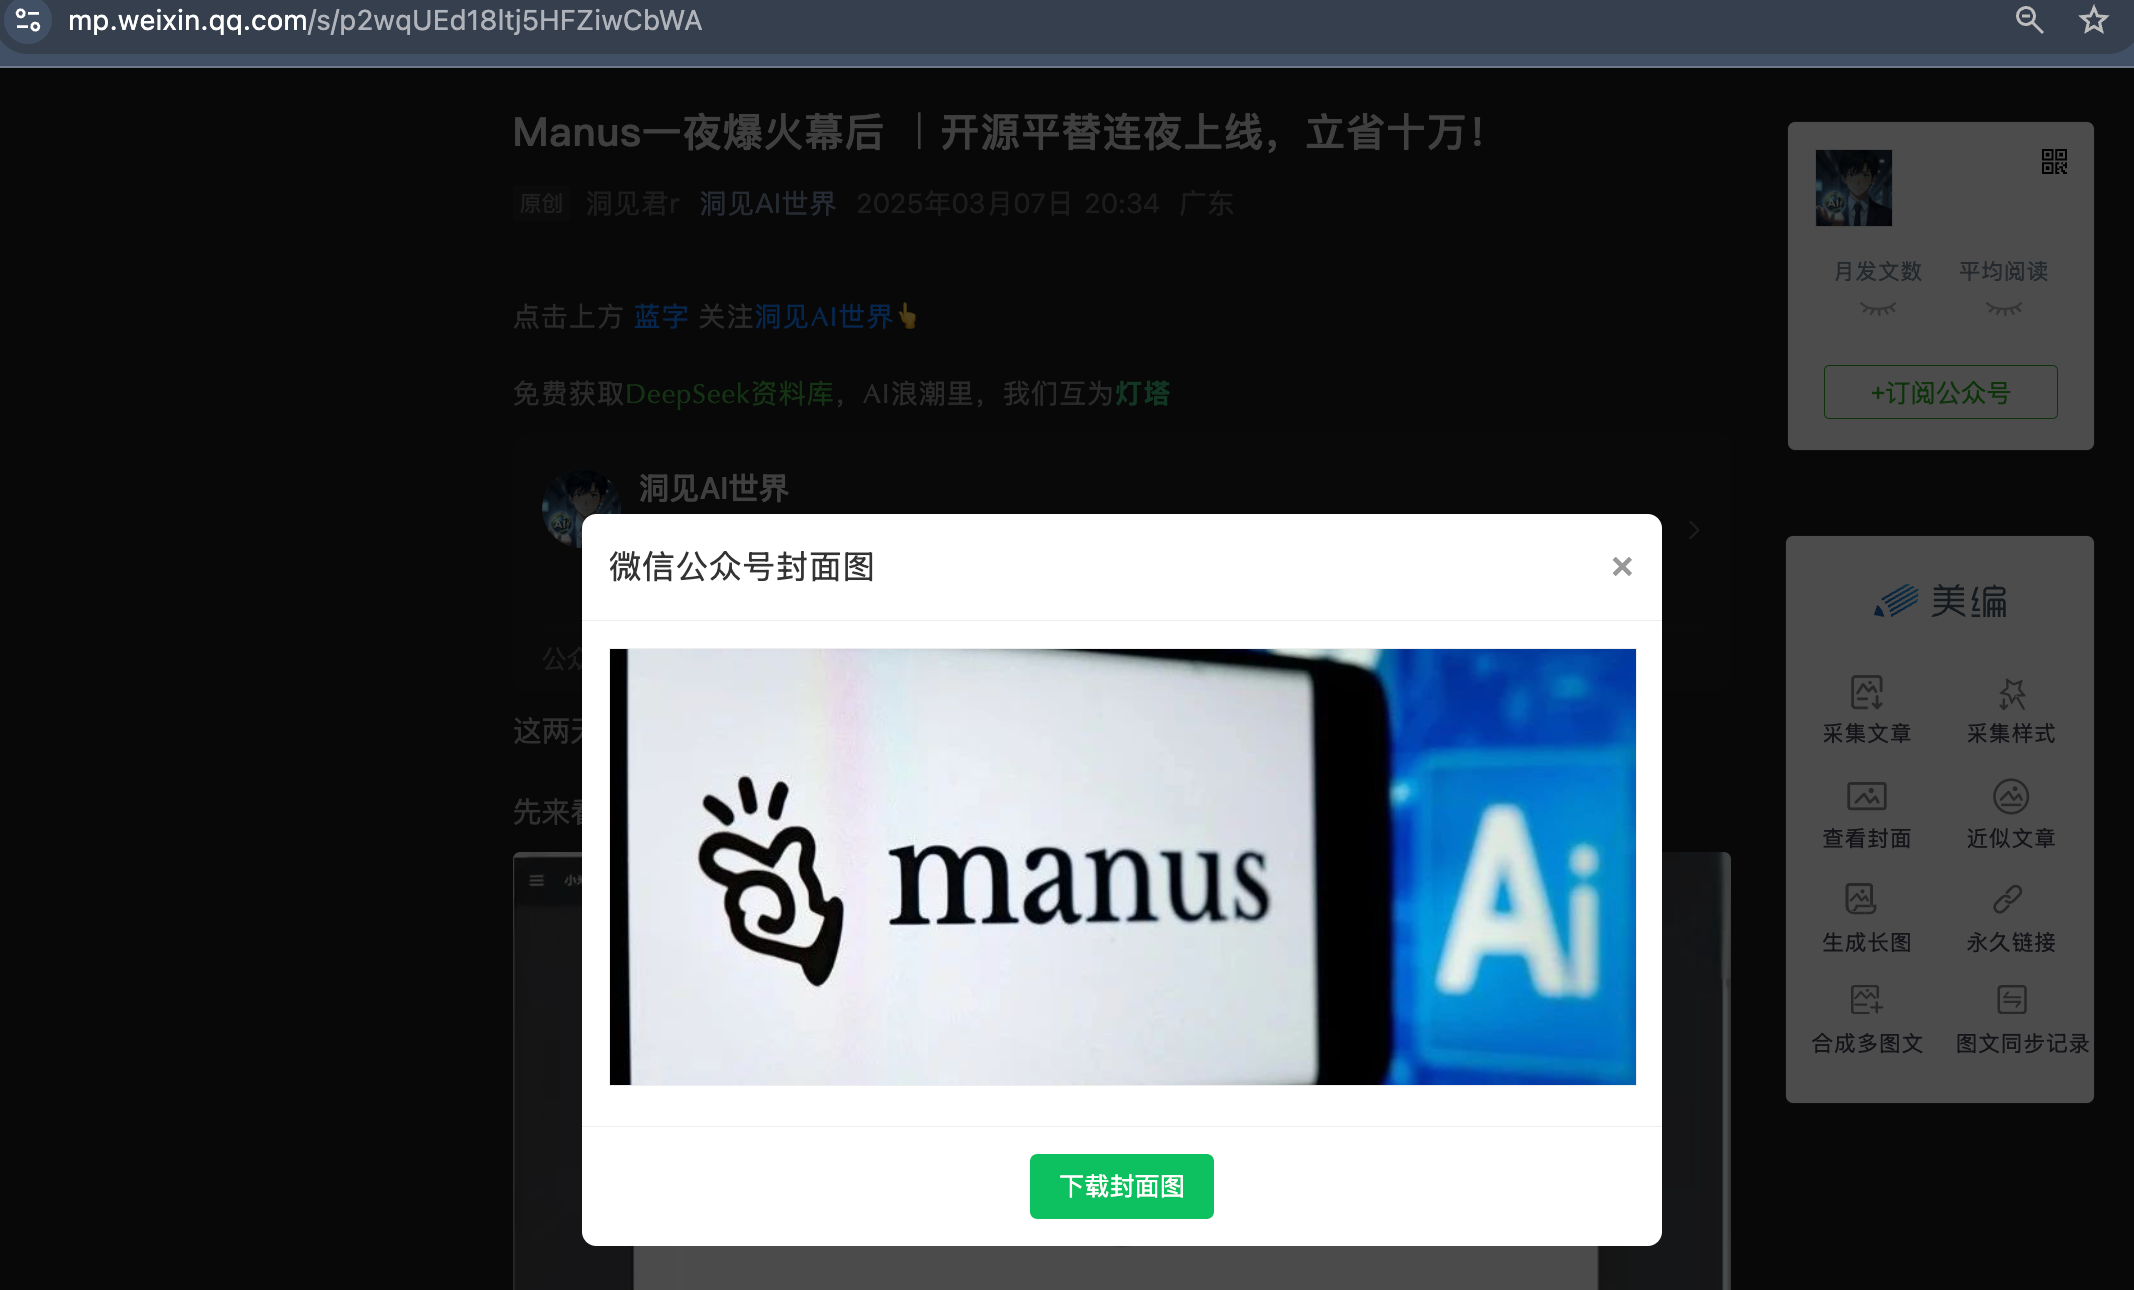 mp.weixin.qq.com/s/p2wqUEd18ltj5HFZiwCbWA
Manus一夜爆火幕后 ｜开源平替连夜上线，立省十万！
原创 洞见君r 洞见AI世界 2025年03月07日 20:34 广东
点击上方 蓝字 关注洞见AI世界👆
免费获取DeepSeek资料库，AI浪潮里，我们互为灯塔
洞见AI世界
公众
这两天
先来看
微信公众号封面图
×
manus
Ai
下载封面图
Ai
月发文数 平均阅读
+订阅公众号
美编
采集文章 采集样式
查看封面 近似文章
生成长图 永久链接
合成多图文 图文同步记录